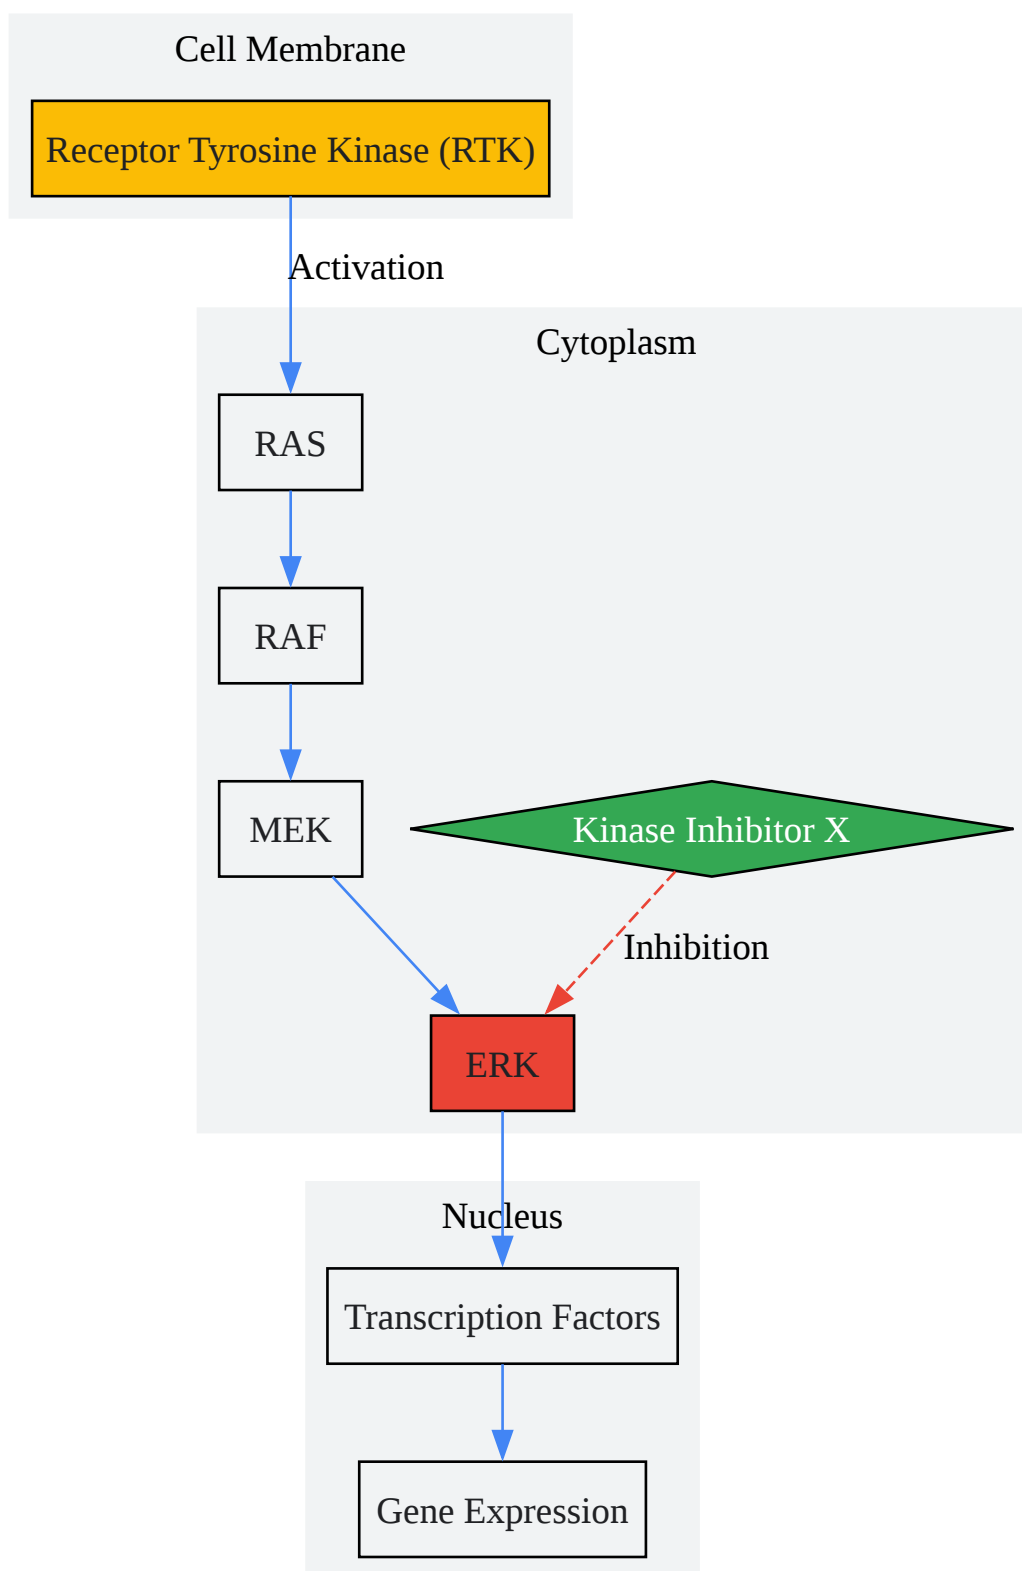 Cell Membrane
Receptor Tyrosine Kinase (RTK)
Activation
Cytoplasm
RAS
RAF
MEK
Kinase Inhibitor X
Inhibition
ERK
Nucleus
Transcription Factors
Gene Expression